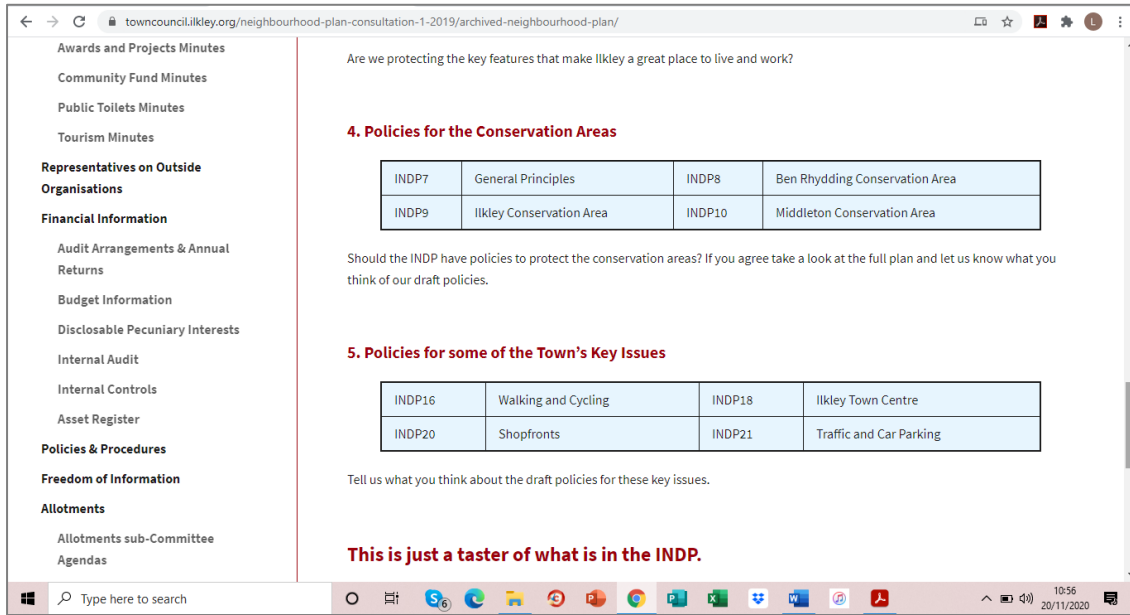 towncouncil.ilkley.org/neighbourhood-plan-consultation-1-2019/archived-neighbourhood-plan/
L
Awards and Projects Minutes
Community Fund Minutes
Public Toilets Minutes
Tourism Minutes
Representatives on Outside
Organisations
Financial Information
Audit Arrangements & Annual
Returns
Budget Information
Disclosable Pecuniary Interests
Internal Audit
Internal Controls
Asset Register
Policies & Procedures
Freedom of Information
Allotments
Allotments sub-Committee
Agendas
Are we protecting the key features that make Ilkley a great place to live and work?
4. Policies for the Conservation Areas
INDP7 General Principles INDP8 Ben Rhydding Conservation Area
INDP9 Ilkley Conservation Area INDP10 Middleton Conservation Area
Should the INDP have policies to protect the conservation areas? If you agree take a look at the full plan and let us know what you
think of our draft policies.
5. Policies for some of the Town's Key Issues
INDP16 Walking and Cycling INDP18 Ilkley Town Centre
INDP20 Shopfronts INDP21 Traffic and Car Parking
Tell us what you think about the draft policies for these key issues.
This is just a taster of what is in the INDP.
Type here to search
S 6
P
P
X
W
10:56
20/11/2020